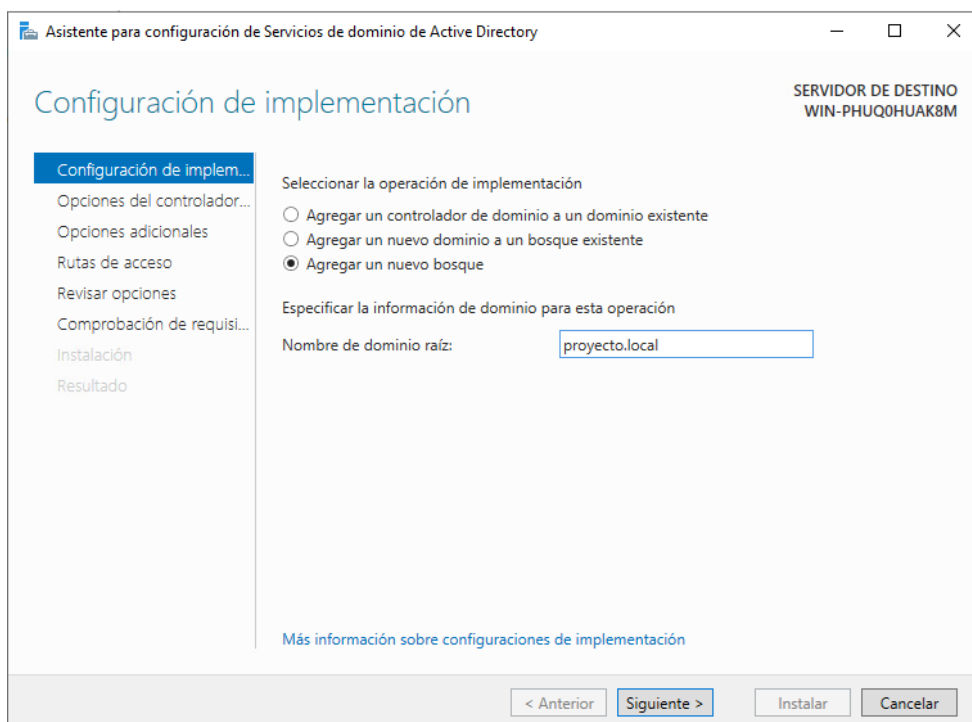 Asistente para configuración de Servicios de dominio de Active Directory
Configuración de implementación
SERVIDOR DE DESTINO
WIN-PHUQ0HUAK8M
Configuración de implem...
Opciones del controlador...
Opciones adicionales
Rutas de acceso
Revisar opciones
Comprobación de requisi...
Instalación
Resultado
Seleccionar la operación de implementación
Agregar un controlador de dominio a un dominio existente
Agregar un nuevo dominio a un bosque existente
Agregar un nuevo bosque
Especificar la información de dominio para esta operación
Nombre de dominio raíz: proyecto.local
Más información sobre configuraciones de implementación
< Anterior Siguiente > Instalar Cancelar